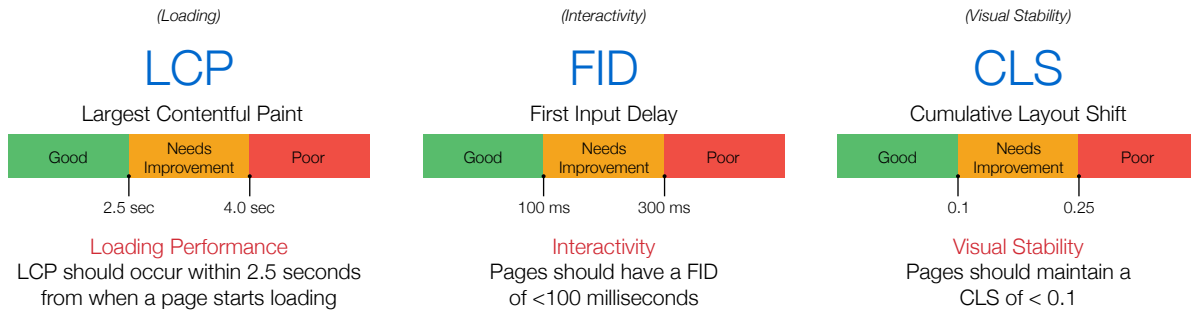 (Loading)
LCP
Largest Contentful Paint
Good
Needs
Improvement
Poor
2.5 sec
4.0 sec
Loading Performance
LCP should occur within 2.5 seconds
from when a page starts loading
(Interactivity)
FID
First Input Delay
Good
Needs
Improvement
Poor
100 ms
300 ms
Interactivity
Pages should have a FID
of <100 milliseconds
(Visual Stability)
CLS
Cumulative Layout Shift
Good
Needs
Improvement
Poor
0.1
0.25
Visual Stability
Pages should maintain a
CLS of < 0.1